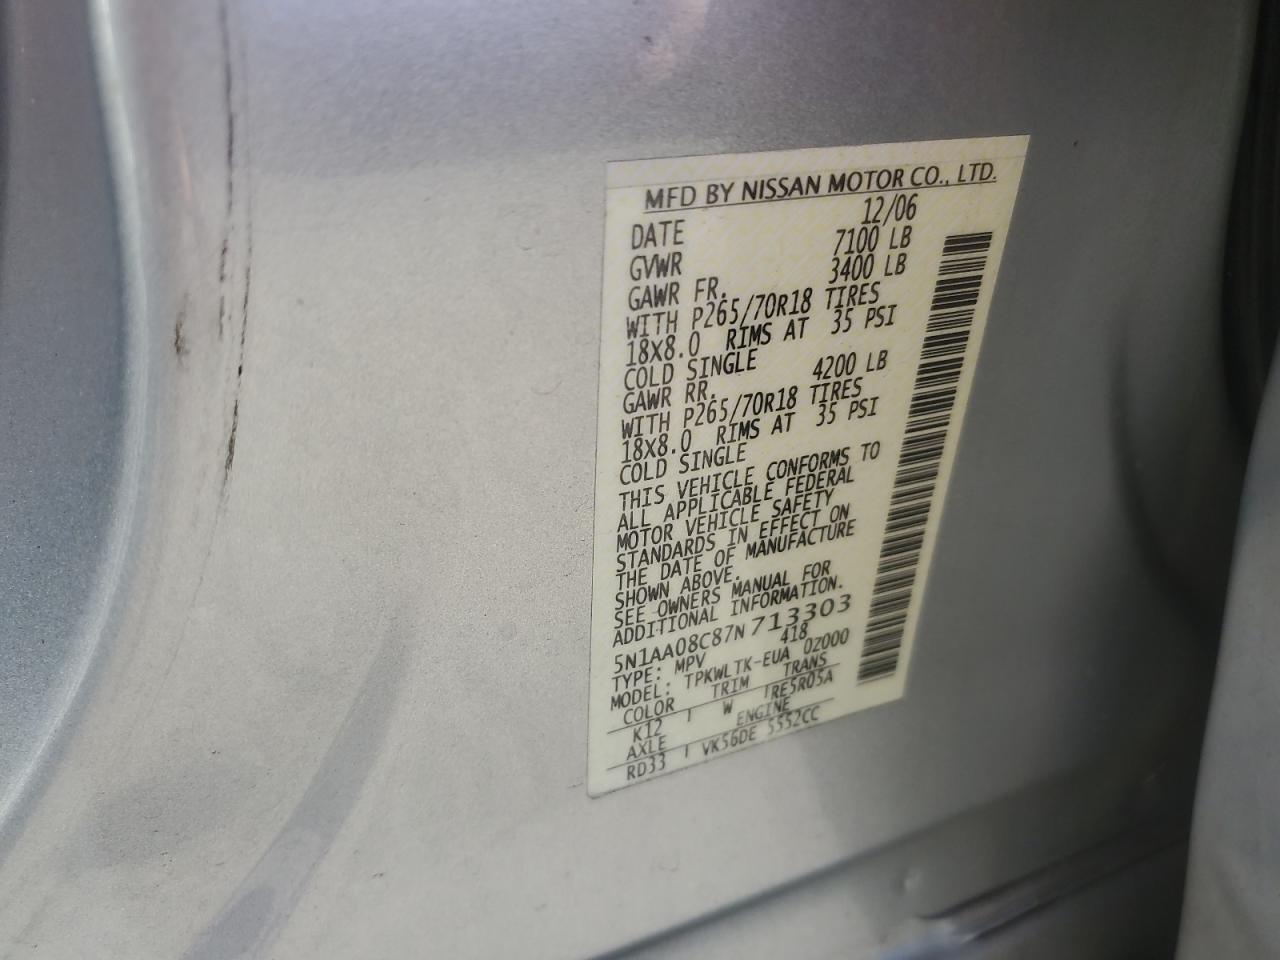 MFD BY NISSAN MOTOR CO., LTD.
DATE 12/06
GVWR 7100 LB
GAWR FR. 3400 LB
WITH P265/70R18 TIRES
18X8.0 RIMS AT 35 PSI
COLD SINGLE
GAWR RR. 4200 LB
WITH P265/70R18 TIRES
18X8.0 RIMS AT 35 PSI
COLD SINGLE
THIS VEHICLE CONFORMS TO
ALL APPLICABLE FEDERAL
MOTOR VEHICLE SAFETY
STANDARDS IN EFFECT ON
THE DATE OF MANUFACTURE
SHOWN ABOVE.
SEE OWNERS MANUAL FOR
ADDITIONAL INFORMATION.
5N1AA08C87N713303
TYPE: MPV 418
MODEL: TPKWLTK-EUA 0Z000
COLOR TRIM TRANS
K12 W RE5R05A
AXLE ENGINE
RD33 VK56DE 5552CC